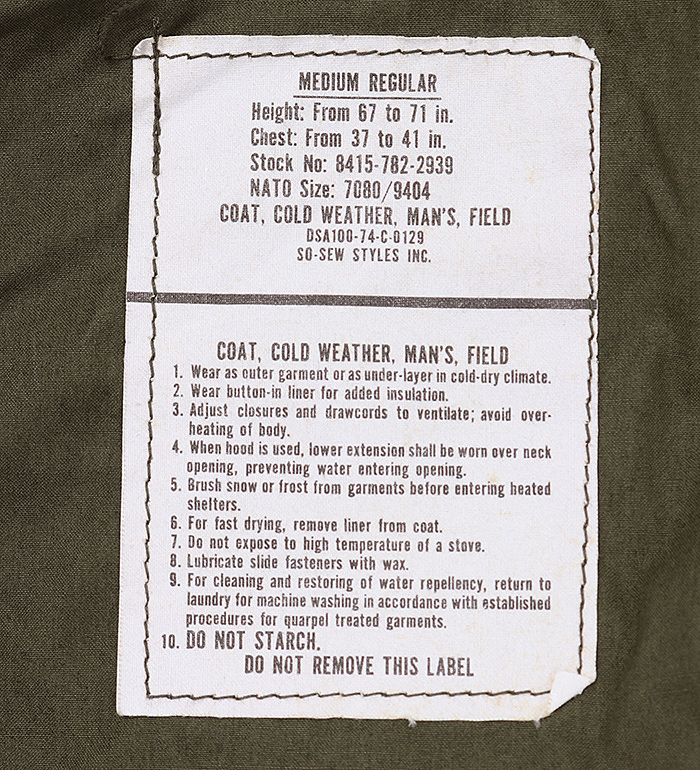 MEDIUM REGULAR
Height: From 67 to 71 in.
Chest: From 37 to 41 in.
Stock No: 8415-782-2939
NATO Size: 7080/9404
COAT, COLD WEATHER, MAN'S, FIELD
DSA100-74-C-0129
SO-SEW STYLES INC.
COAT, COLD WEATHER, MAN'S, FIELD
1. Wear as outer garment or as under-layer in cold-dry climate.
2. Wear button-in liner for added insulation.
3. Adjust closures and drawcords to ventilate; avoid over-
heating of body.
4. When hood is used, lower extension shall be worn over neck
opening, preventing water entering opening.
5. Brush snow or frost from garments before entering heated
shelters.
6. For fast drying, remove liner from coat.
7. Do not expose to high temperature of a stove.
8. Lubricate slide fasteners with wax.
9. For cleaning and restoring of water repellency, return to
laundry for machine washing in accordance with established
procedures for quarpel treated garments.
10. DO NOT STARCH.
DO NOT REMOVE THIS LABEL